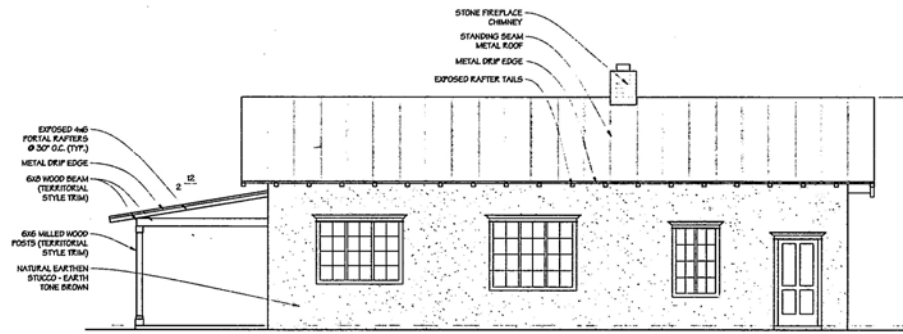 STONE FIREPLACE
CHIMNEY
STANDING SEAM
METAL ROOF
METAL DRIP EDGE
EXPOSED RAFTER TAILS
EXPOSED 4x6
PORTAL RAFTERS
@ 30" O.C. (TYP.)
METAL DRIP EDGE
6X8 WOOD BEAM
(TERRITORIAL
STYLE TRIM)
12
2
6X6 MILLED WOOD
POSTS (TERRITORIAL
STYLE TRIM)
NATURAL EARTHEN
STUCCO - EARTH
TONE BROWN